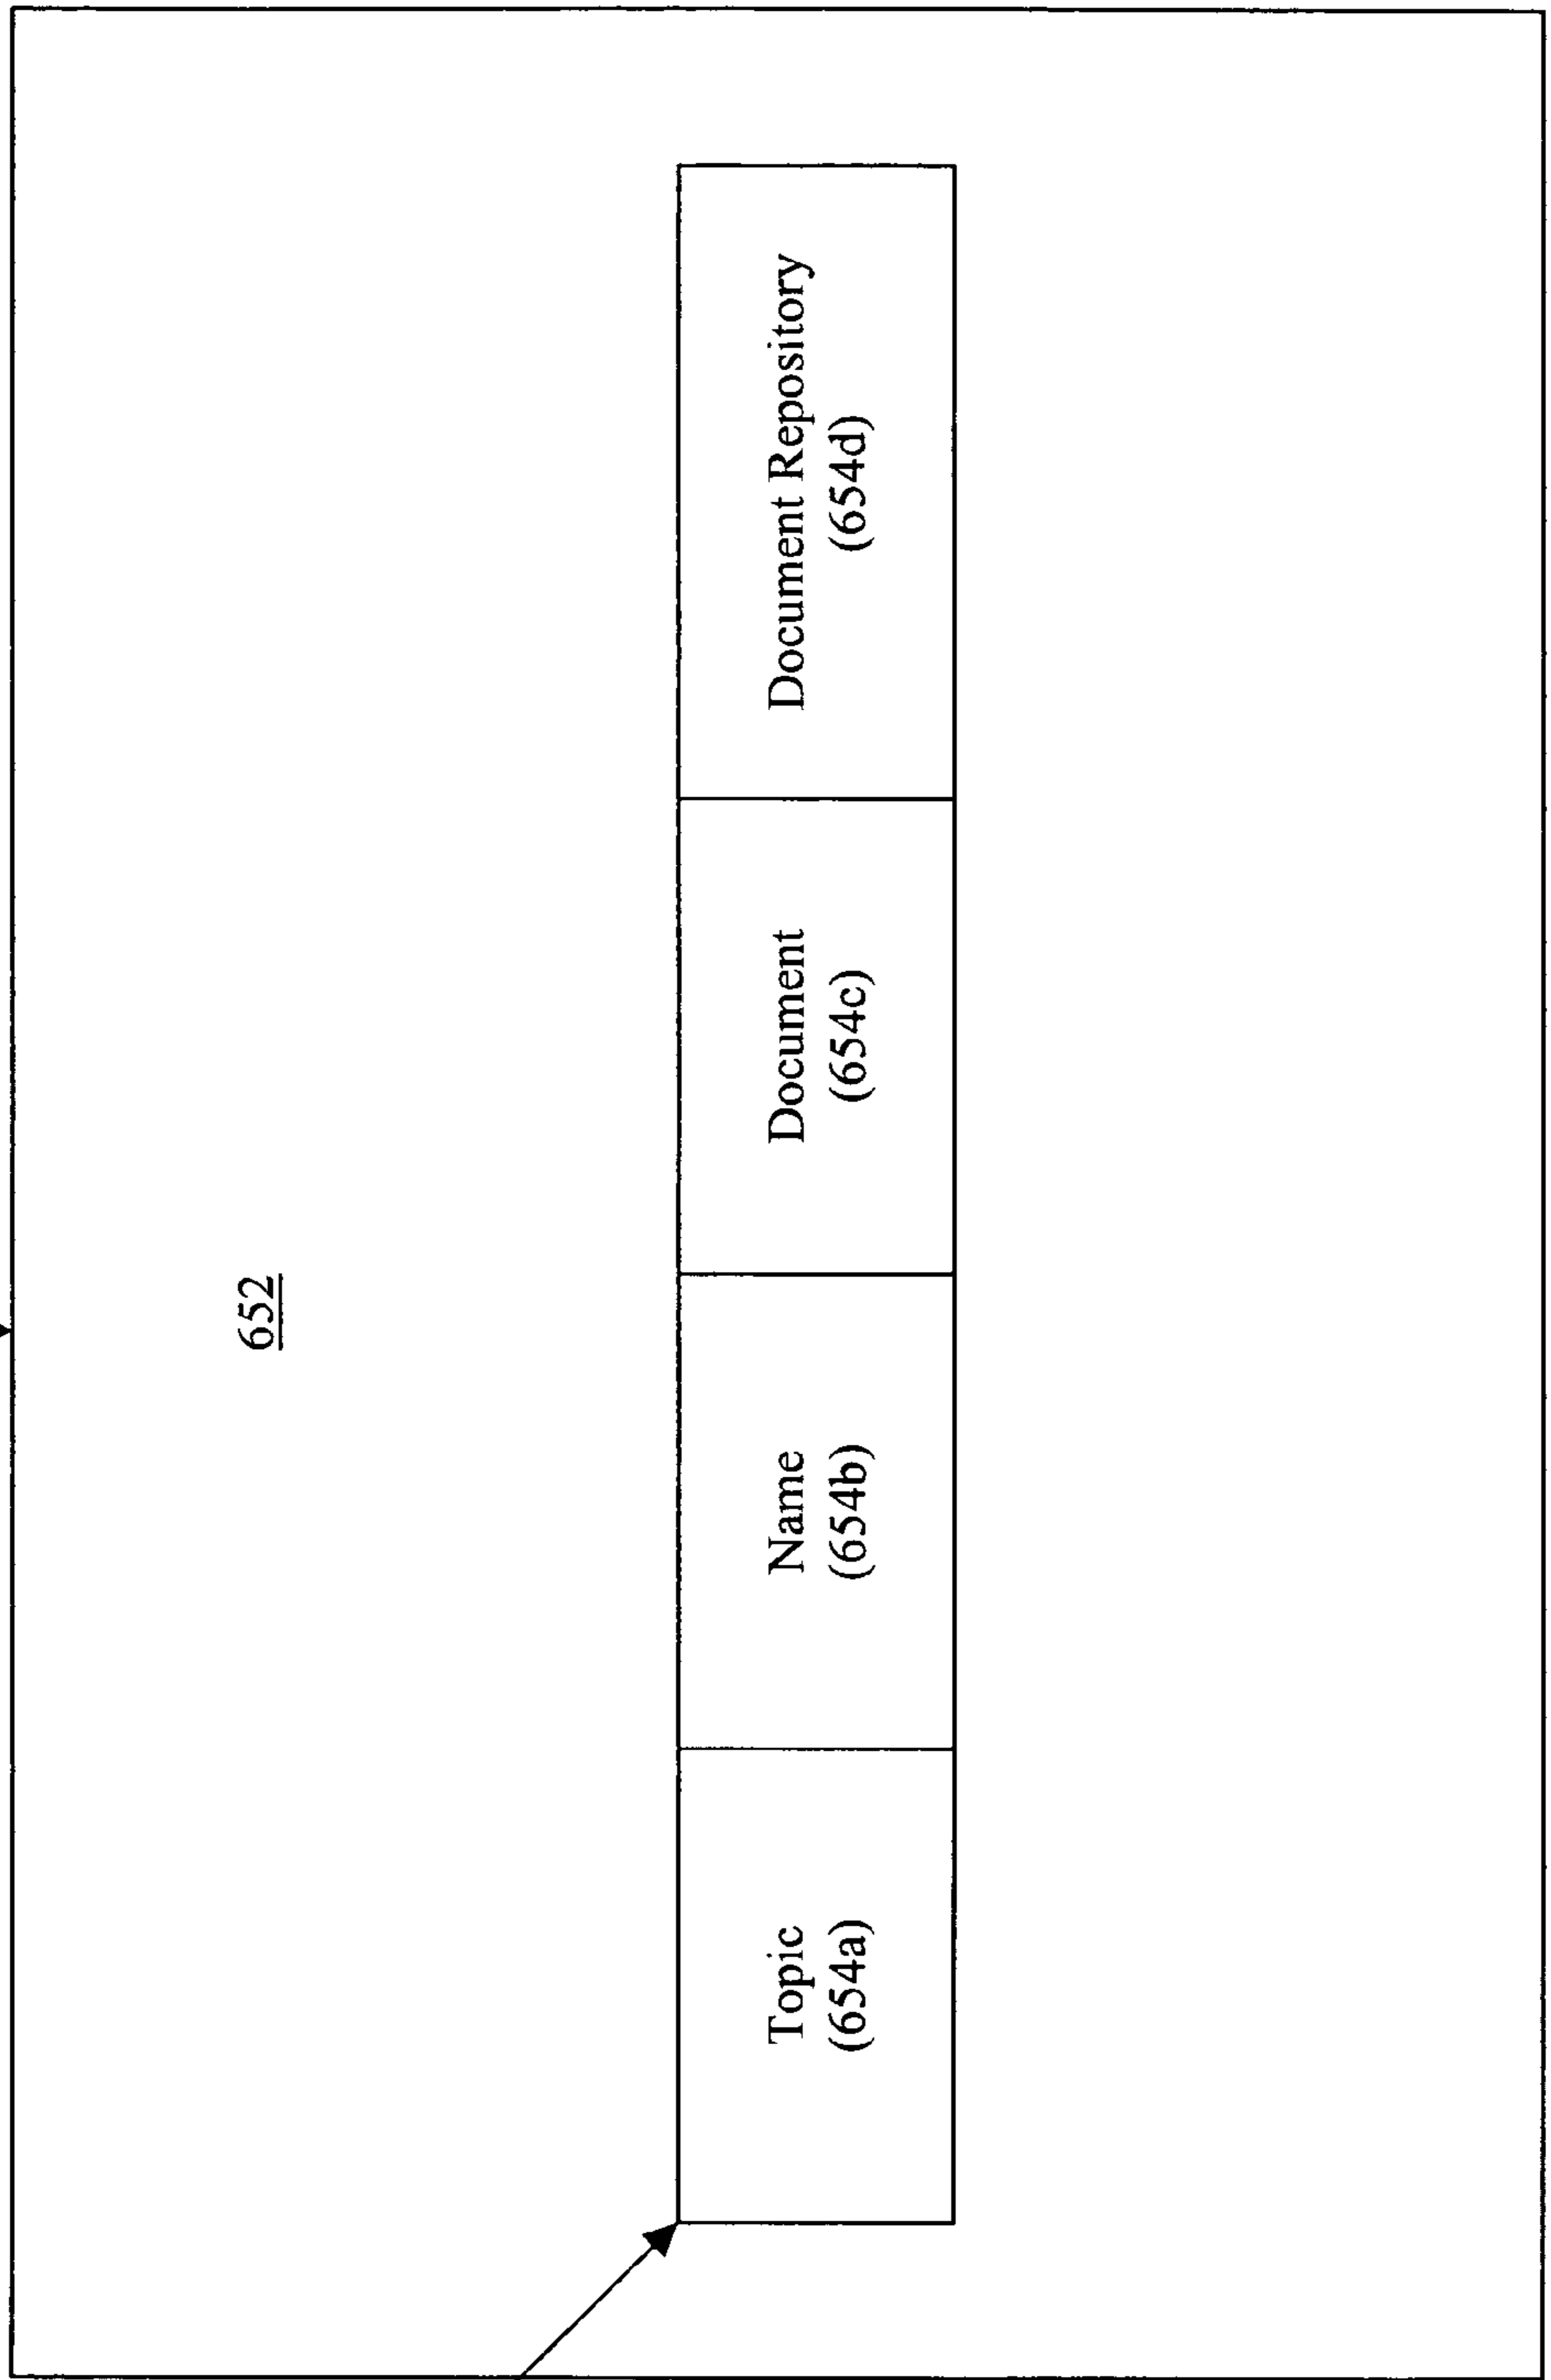 652
Topic
(654a)
Name
(654b)
Document
(654c)
Document Repository
(654d)